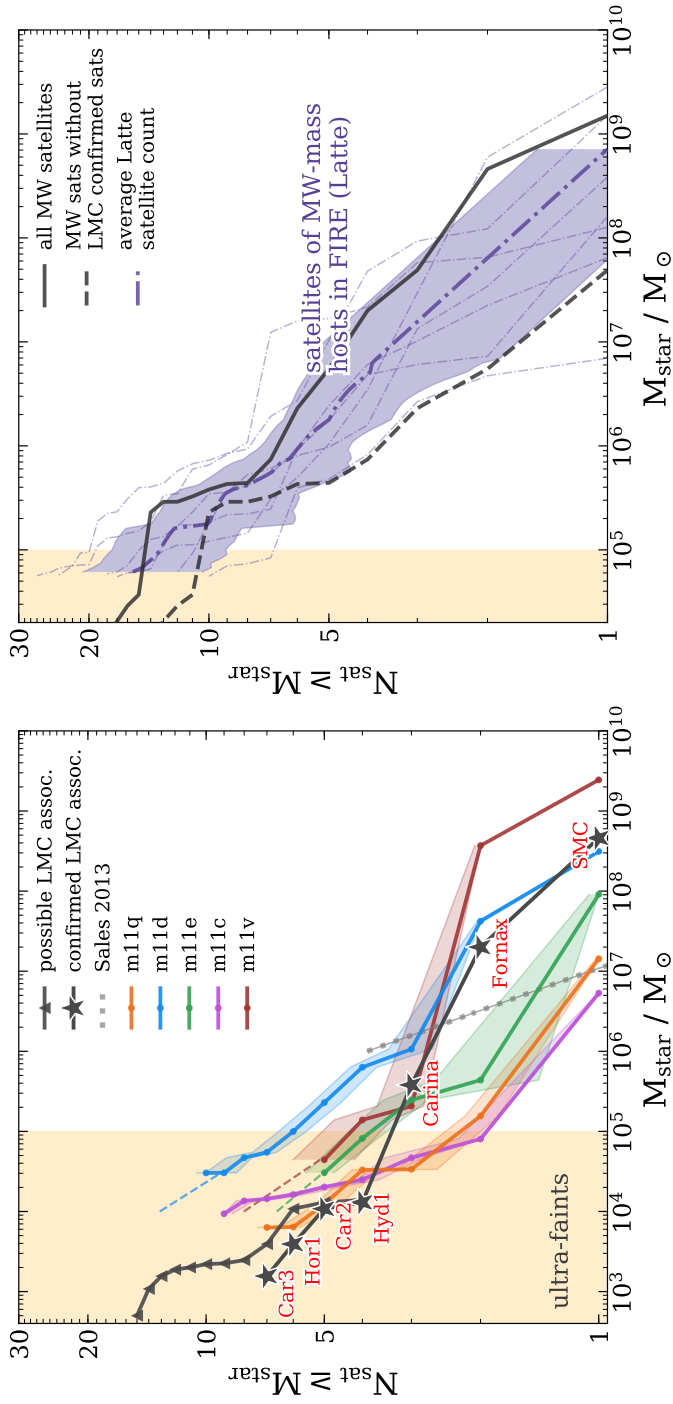 30
20
10
5
1
N_sat ≥ M_star
10^3
10^4
10^5
10^6
10^7
10^8
10^9
10^10
M_star / M_⊙
possible LMC assoc.
confirmed LMC assoc.
Sales 2013
m11q
m11d
m11e
m11c
m11v
Car3
Hor1
Car2
Hyd1
Carina
Fornax
SMC
ultra-faints
30
20
10
5
1
N_sat ≥ M_star
10^5
10^6
10^7
10^8
10^9
10^10
M_star / M_⊙
all MW satellites
MW sats without
LMC confirmed sats
average Latte
satellite count
satellites of MW-mass
hosts in FIRE (Latte)